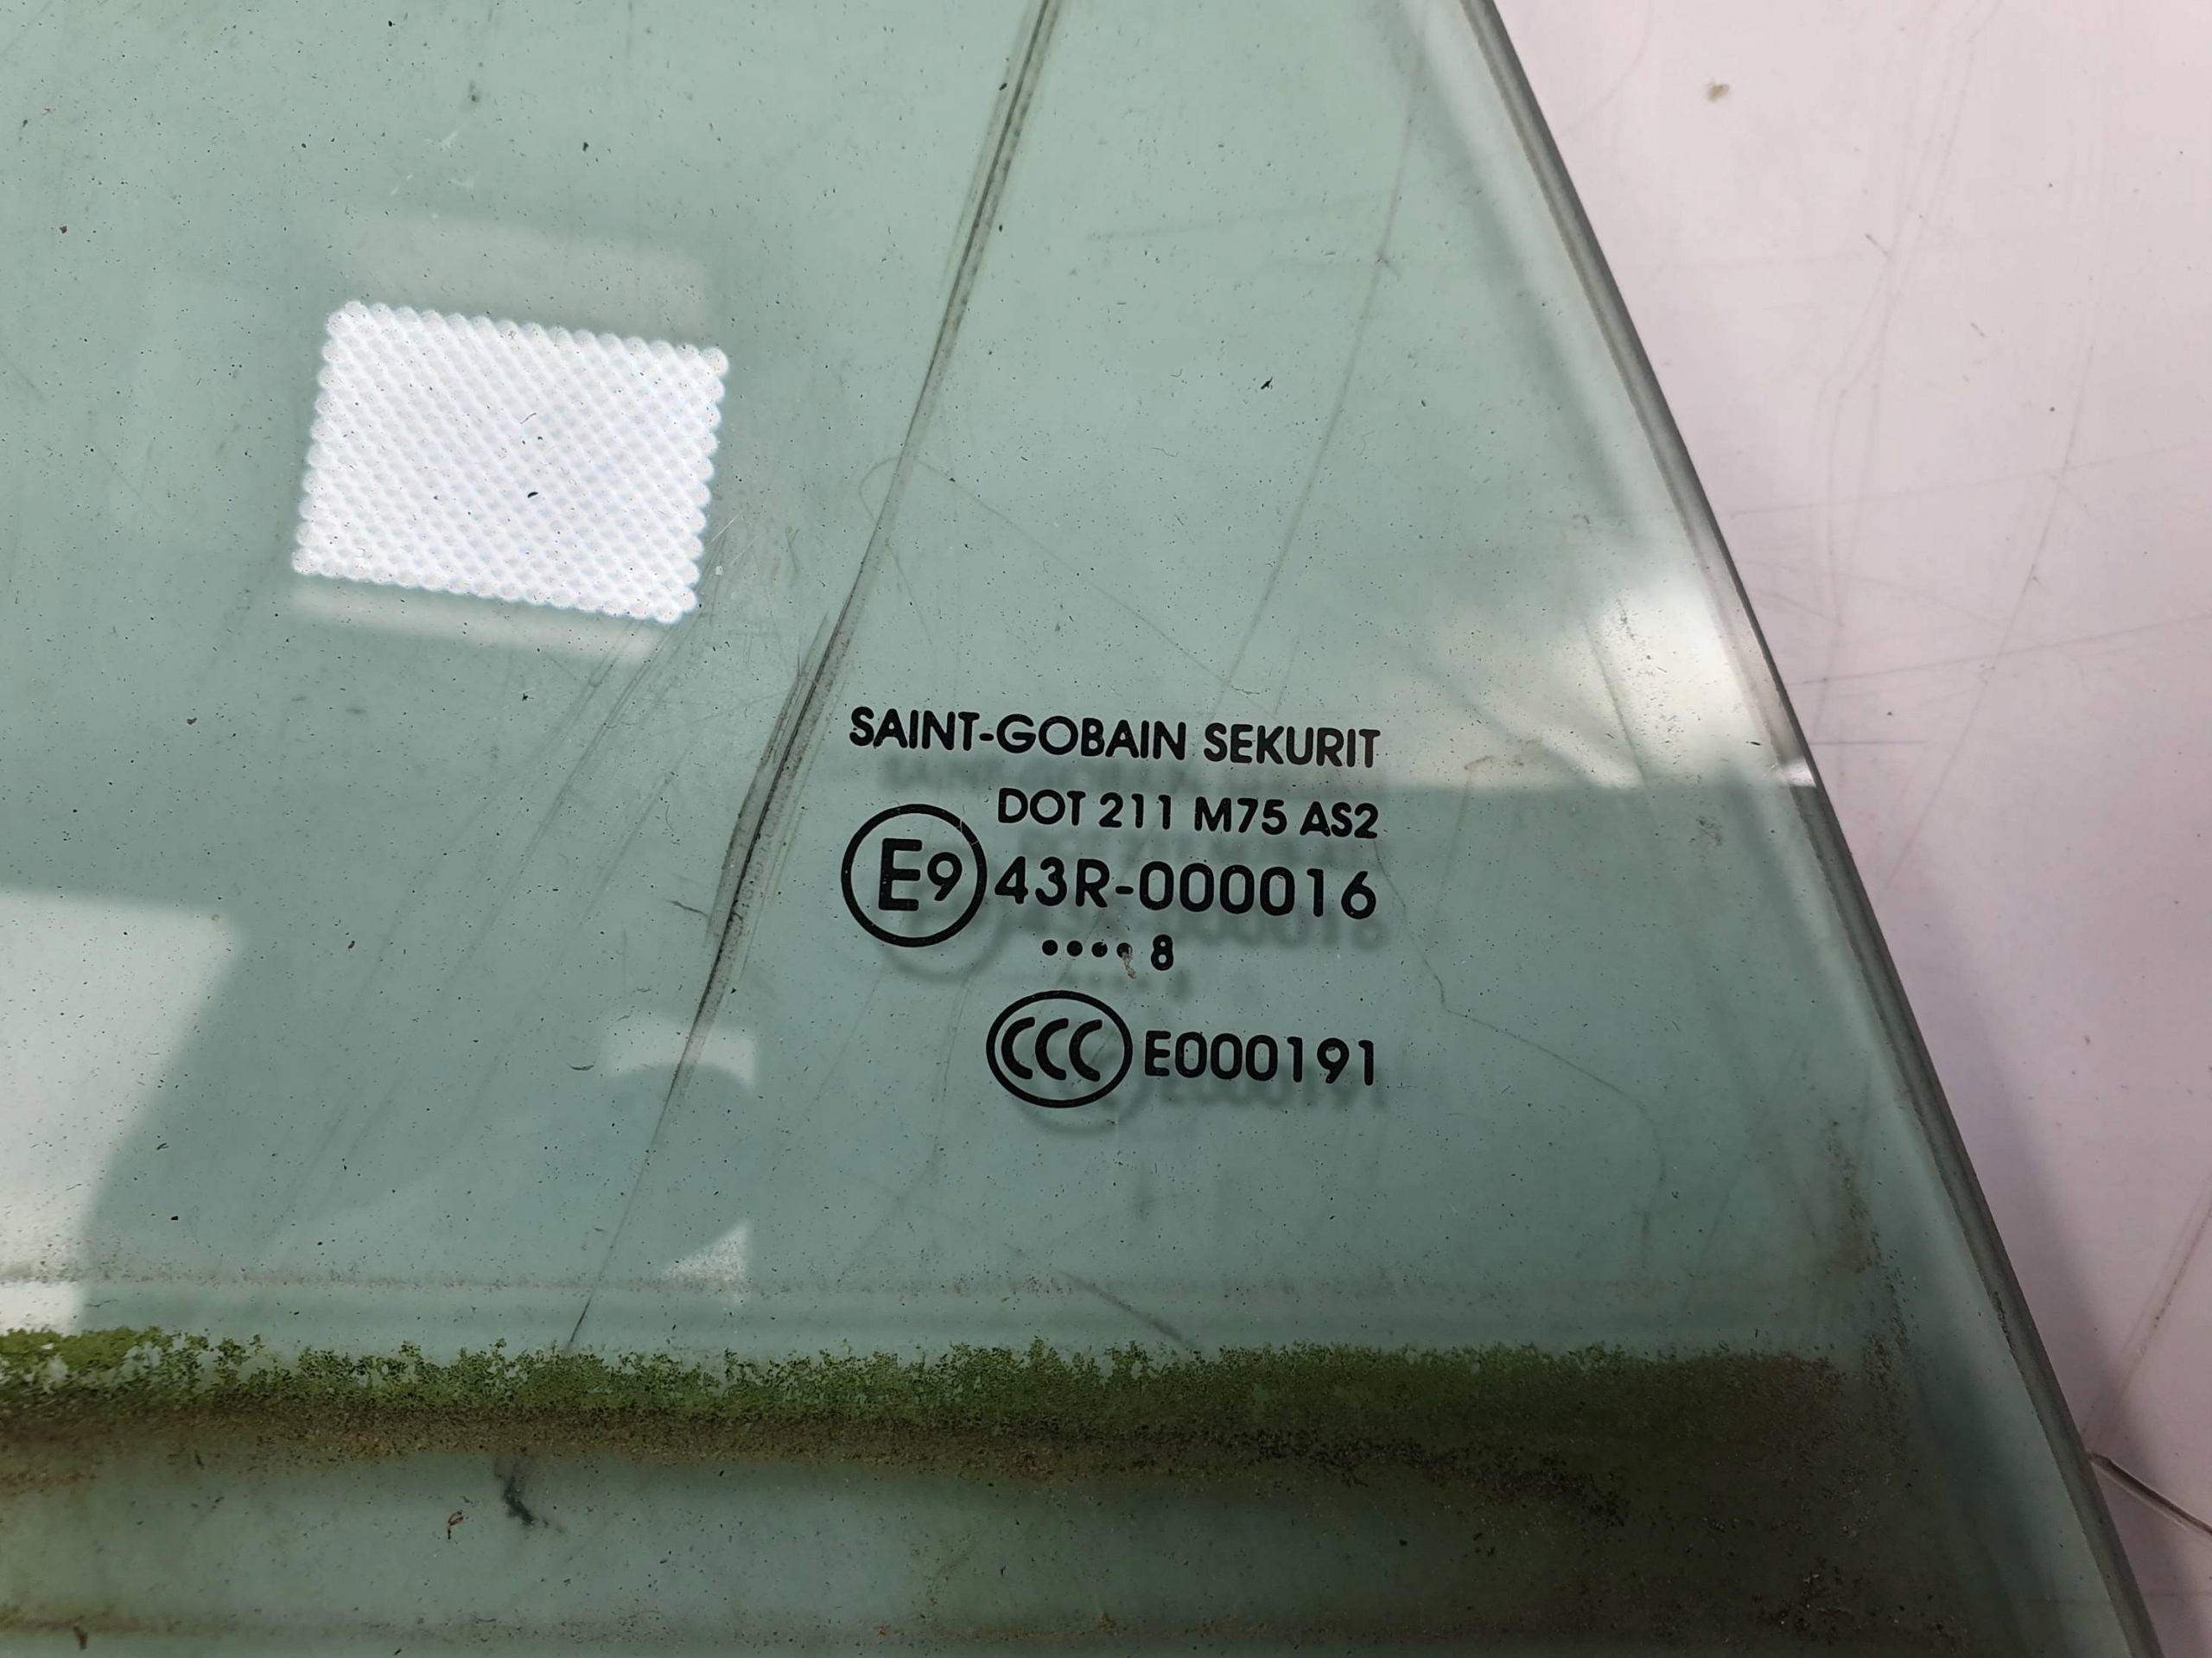 SAINT-GOBAIN SEKURIT
DOT 211 M75 AS2
E9 43R-000016
•••• 8
CCC E000191